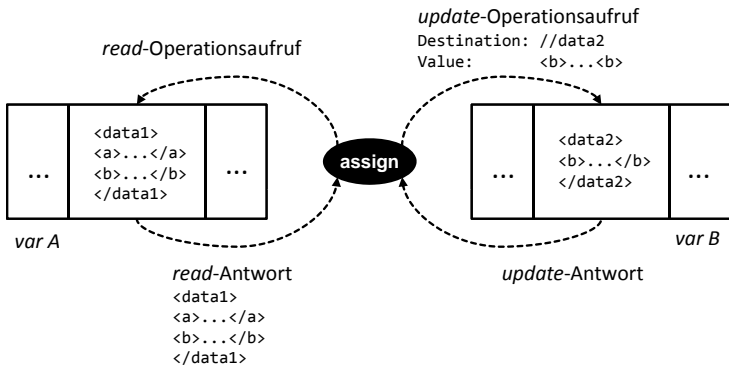 update-Operationsaufruf
read-Operationsaufruf
Destination: //data2
Value: <b>...<b>
...
<data1>
<a>...</a>
<b>...</b>
</data1>
...
assign
...
<data2>
<b>...</b>
</data2>
...
var A
var B
read-Antwort
<data1>
<a>...</a>
<b>...</b>
</data1>
update-Antwort